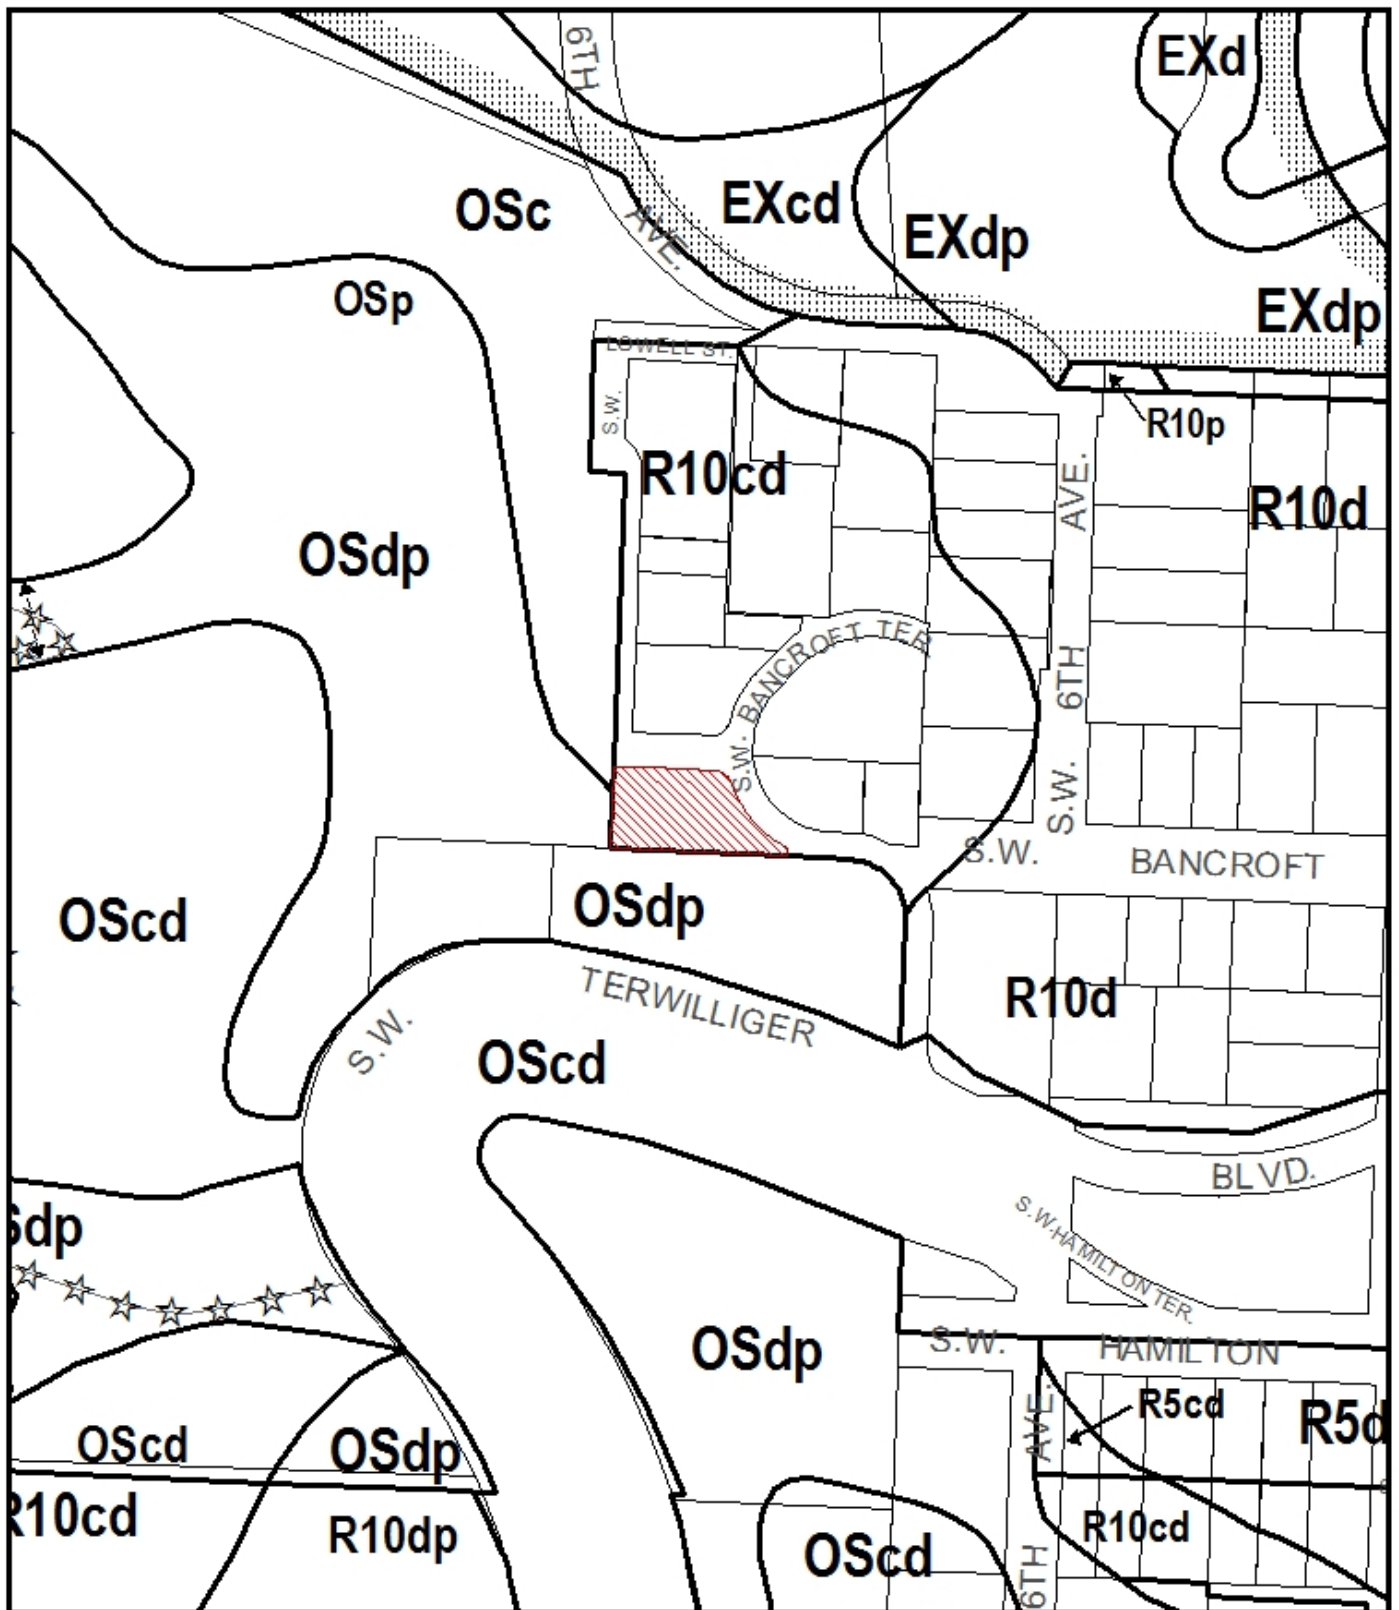 6TH
EXd
OSc
AVE.
EXcd
EXdp
OSp
EXdp
LOWELL ST.
S.W.
R10p
R10cd
AVE.
R10d
OSdp
S.W. BANCROFT TER
6TH
S.W.
S.W. BANCROFT
OScd
OSdp
R10d
S.W. TERWILLIGER
OScd
BLVD.
S.W. HAMILTON TER.
Sdp
OSdp
S.W. HAMILTON
AVE.
R5cd
R5d
OScd
OSdp
R10cd
R10dp
R10cd
OScd
6TH